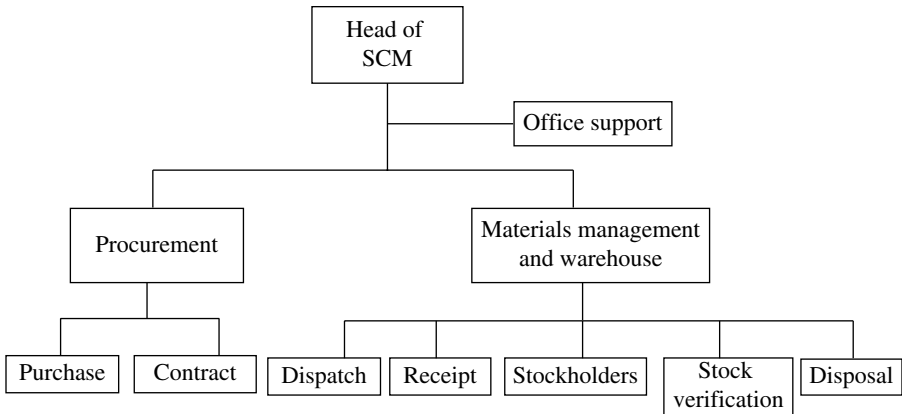 Head of
SCM
Office support
Procurement
Materials management
and warehouse
Purchase
Contract
Dispatch
Receipt
Stockholders
Stock
verification
Disposal